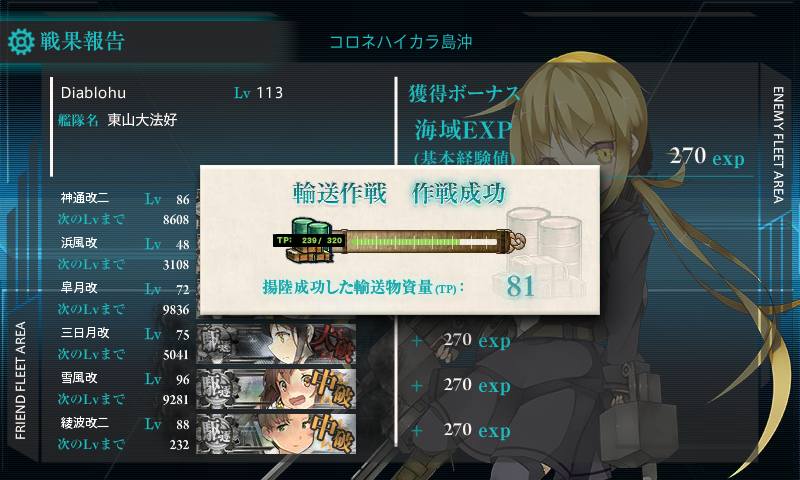 戦果報告
コロネハイカラ島沖
Diablohu Lv 113
艦隊名 東山大法好
獲得ボーナス
海域EXP
(基本経験値)
270 exp
輸送作戦 作戦成功
TP: 239/ 320
揚陸成功した輸送物資量(TP): 81
神通改二 Lv 86
次のLvまで 8608
浜風改 Lv 48
次のLvまで 3108
皐月改 Lv 72
次のLvまで 9836
三日月改 Lv 75
次のLvまで 5041
駆逐 大破
+ 270 exp
雪風改 Lv 96
次のLvまで 9281
駆逐 中破
+ 270 exp
綾波改二 Lv 88
次のLvまで 232
駆逐 中破
+ 270 exp
FRIEND FLEET AREA
ENEMY FLEET AREA